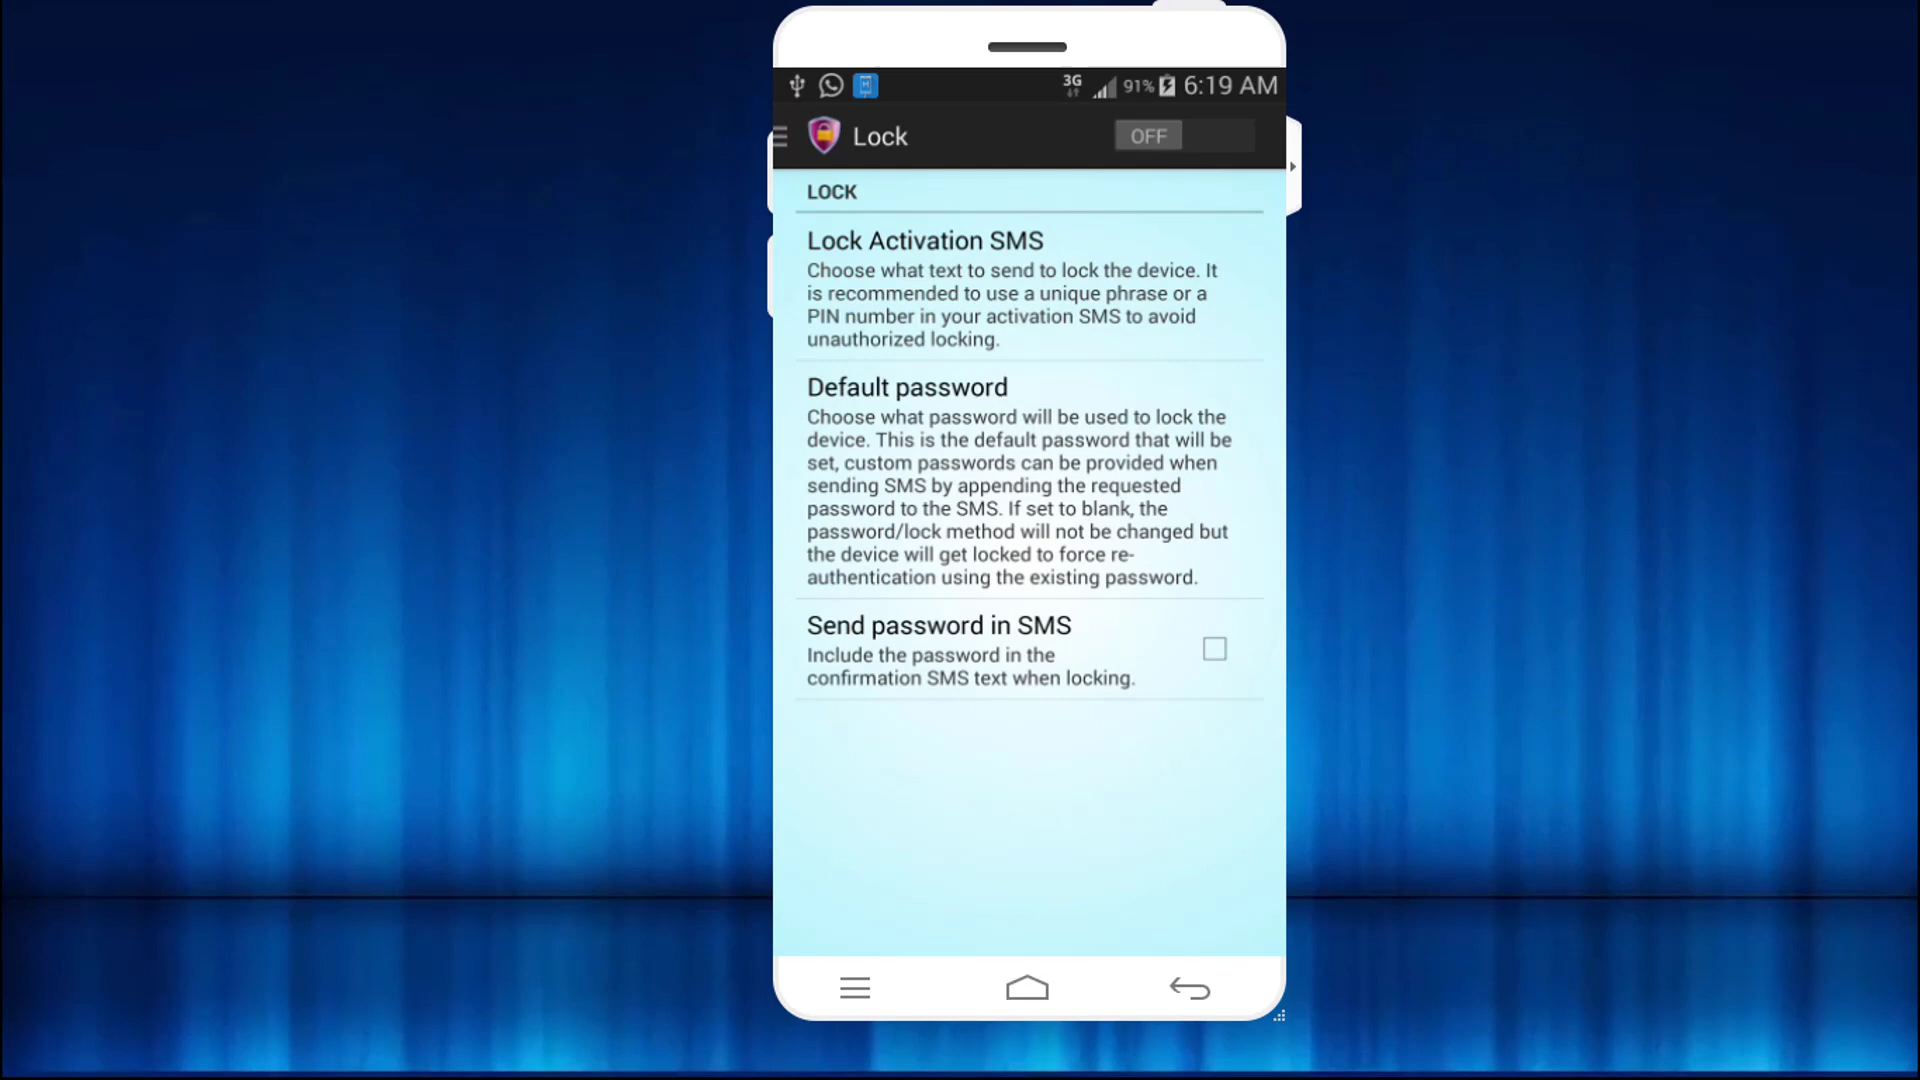 3G 91% 6:19 AM
Lock OFF
LOCK
Lock Activation SMS
Choose what text to send to lock the device. It
is recommended to use a unique phrase or a
PIN number in your activation SMS to avoid
unauthorized locking.
Default password
Choose what password will be used to lock the
device. This is the default password that will be
set, custom passwords can be provided when
sending SMS by appending the requested
password to the SMS. If set to blank, the
password/lock method will not be changed but
the device will get locked to force re-
authentication using the existing password.
Send password in SMS
Include the password in the
confirmation SMS text when locking.